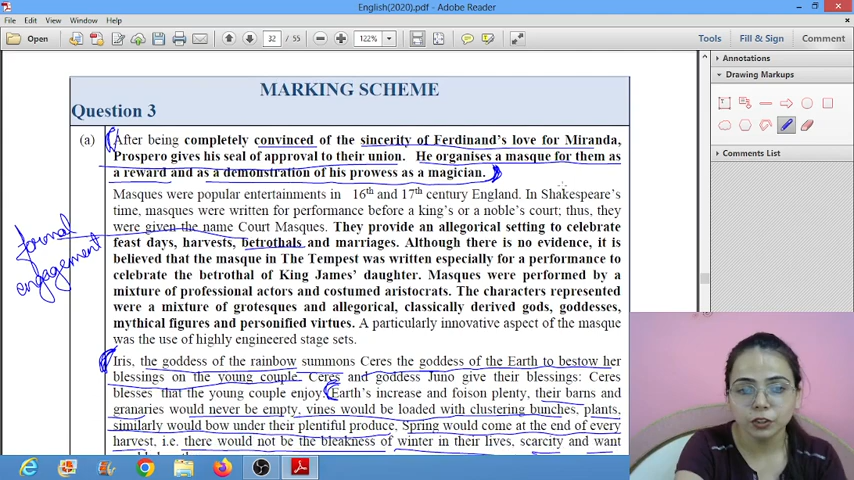 English(2020).pdf - Adobe Reader
File Edit View Window Help
Open 32 / 55 122% Tools Fill & Sign Comment
MARKING SCHEME
Question 3
(a) After being completely convinced of the sincerity of Ferdinand's love for Miranda,
Prospero gives his seal of approval to their union. He organises a masque for them as
a reward and as a demonstration of his prowess as a magician.
Masques were popular entertainments in 16th and 17th century England. In Shakespeare's
time, masques were written for performance before a king's or a noble's court; thus, they
were given the name Court Masques. They provide an allegorical setting to celebrate
feast days, harvests, betrothals and marriages. Although there is no evidence, it is
believed that the masque in The Tempest was written especially for a performance to
celebrate the betrothal of King James' daughter. Masques were performed by a
mixture of professional actors and costumed aristocrats. The characters represented
were a mixture of grotesques and allegorical, classically derived gods, goddesses,
mythical figures and personified virtues. A particularly innovative aspect of the masque
was the use of highly engineered stage sets.
Iris, the goddess of the rainbow summons Ceres the goddess of the Earth to bestow her
blessings on the young couple. Ceres and goddess Juno give their blessings: Ceres
blesses that the young couple enjoy: Earth's increase and foison plenty, their barns and
granaries would never be empty, vines would be loaded with clustering bunches, plants,
similarly would bow under their plentiful produce, Spring would come at the end of every
harvest, i.e. there would not be the bleakness of winter in their lives, scarcity and want
formal
engagement
Annotations
Drawing Markups
Comments List